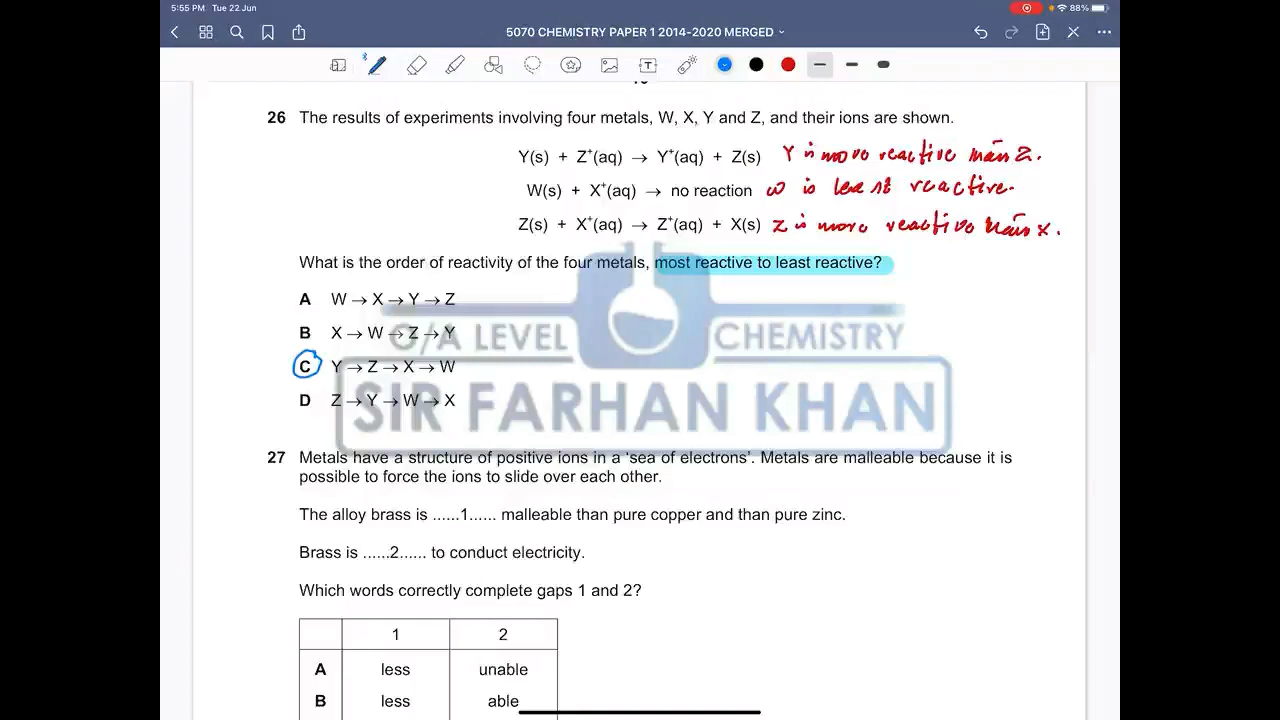 5:55 PM Tue 22 Jun
88%
5070 CHEMISTRY PAPER 1 2014-2020 MERGED
26 The results of experiments involving four metals, W, X, Y and Z, and their ions are shown.
Y(s) + Z⁺(aq) → Y⁺(aq) + Z(s) Y is more reactive than Z.
W(s) + X⁺(aq) → no reaction W is least reactive.
Z(s) + X⁺(aq) → Z⁺(aq) + X(s) Z is more reactive than X.
What is the order of reactivity of the four metals, most reactive to least reactive?
A W → X → Y → Z
B X → W → Z → Y
C Y → Z → X → W
D Z → Y → W → X
O/A LEVEL CHEMISTRY
SIR FARHAN KHAN
27 Metals have a structure of positive ions in a 'sea of electrons'. Metals are malleable because it is
possible to force the ions to slide over each other.
The alloy brass is ......1...... malleable than pure copper and than pure zinc.
Brass is ......2...... to conduct electricity.
Which words correctly complete gaps 1 and 2?
1 2
A less unable
B less able